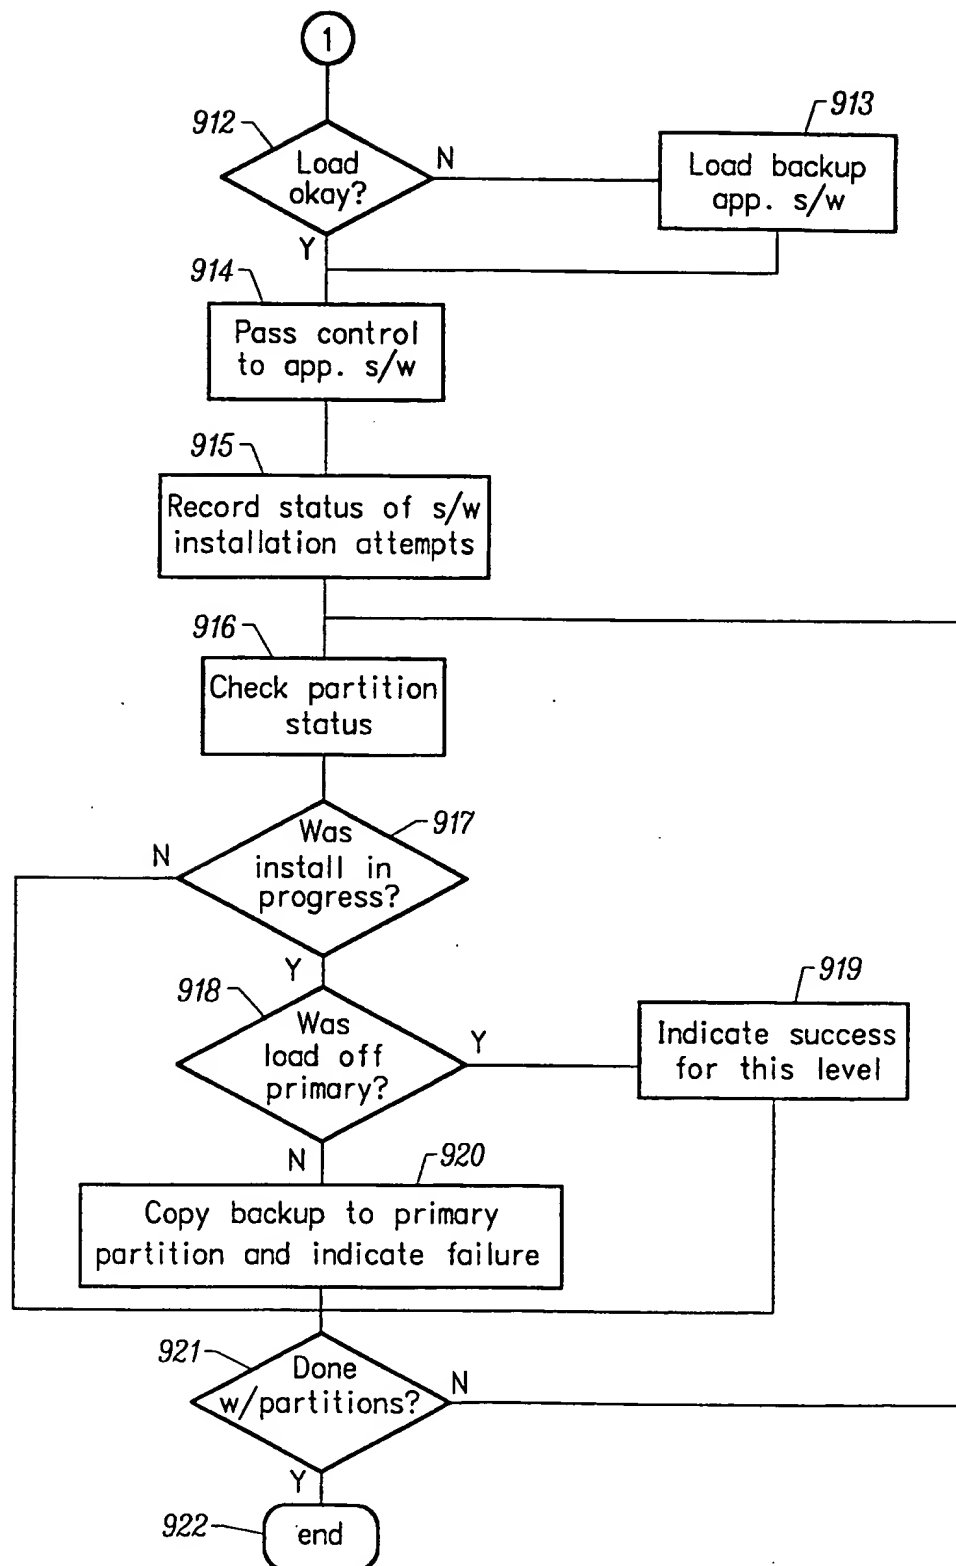 1
912
Load
okay?
N
Y
913
Load backup
app. s/w
914
Pass control
to app. s/w
915
Record status of s/w
installation attempts
916
Check partition
status
917
Was
install in
progress?
N
Y
918
Was
load off
primary?
Y
N
919
Indicate success
for this level
920
Copy backup to primary
partition and indicate failure
921
Done
w/partitions?
N
Y
922
end